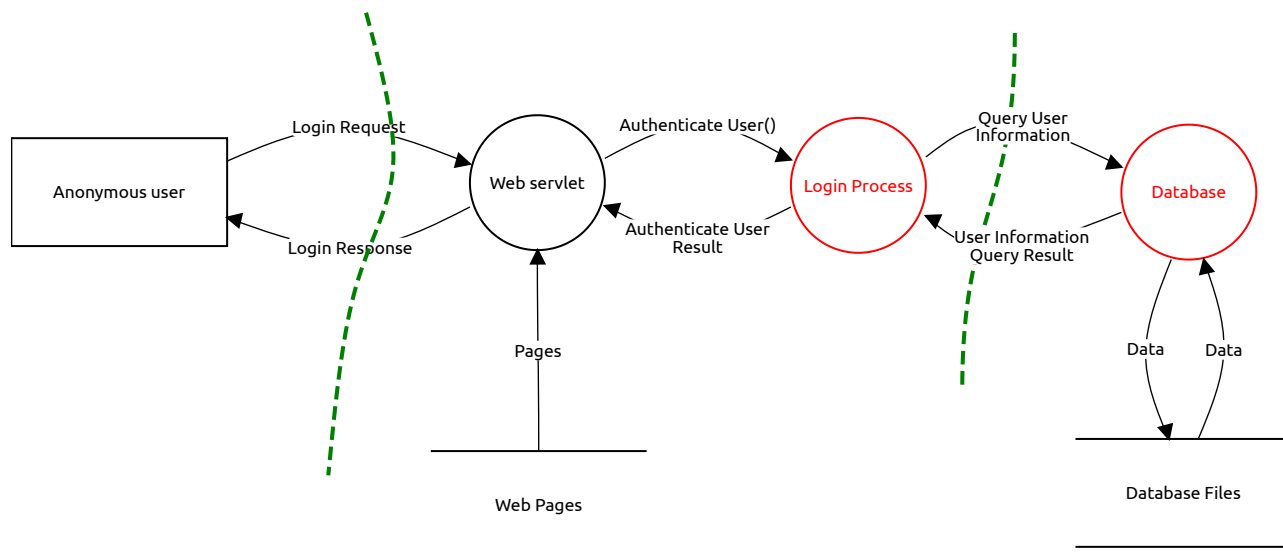 Login Request
Authenticate User()
Query User
Information
Anonymous user
Web servlet
Login Process
Database
Login Response
Authenticate User
Result
User Information
Query Result
Pages
Data
Data
Web Pages
Database Files